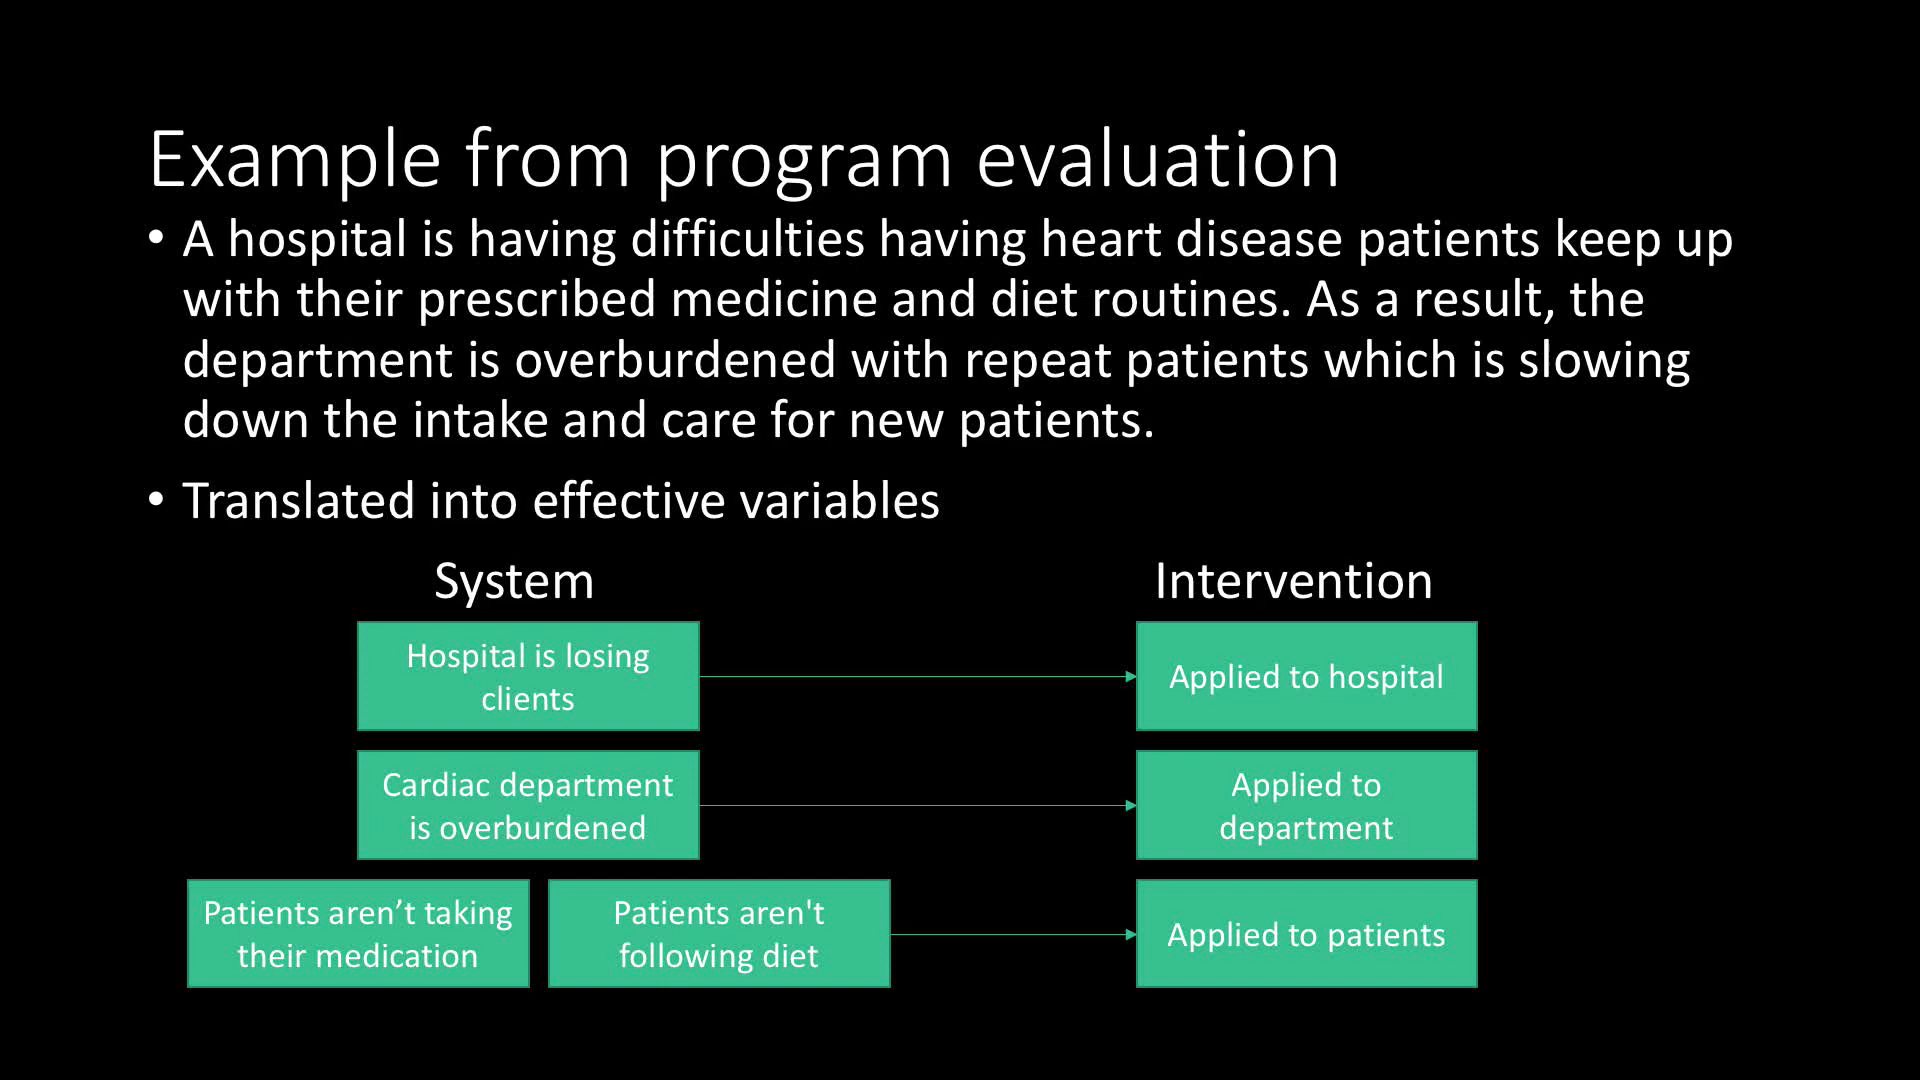 Example from program evaluation
• A hospital is having difficulties having heart disease patients keep up
with their prescribed medicine and diet routines. As a result, the
department is overburdened with repeat patients which is slowing
down the intake and care for new patients.
• Translated into effective variables
System
Intervention
Hospital is losing
clients
Applied to hospital
Cardiac department
is overburdened
Applied to
department
Patients aren’t taking
their medication
Patients aren't
following diet
Applied to patients